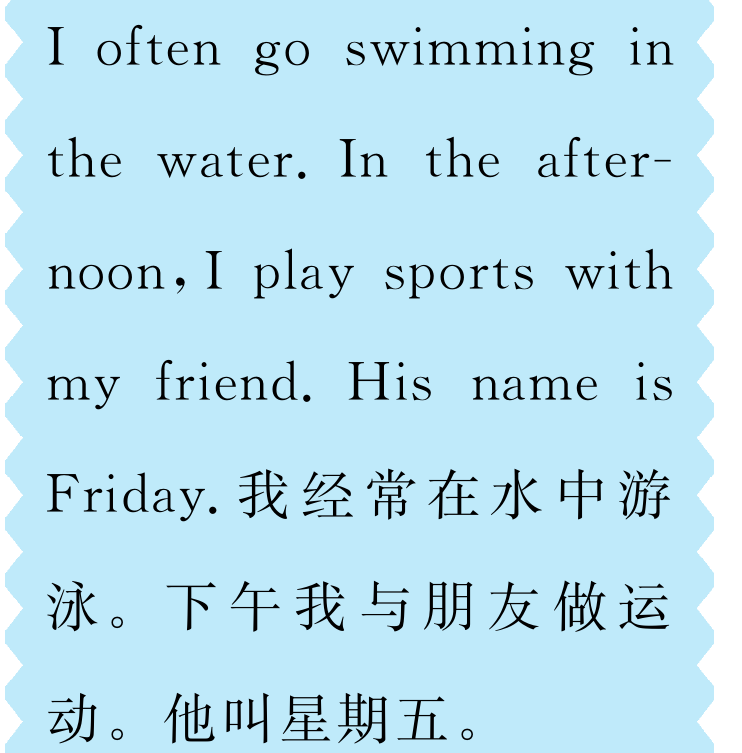 I often go swimming in
the water. In the after-
noon, I play sports with
my friend. His name is
Friday. 我经常在水中游
泳。下午我与朋友做运
动。他叫星期五。